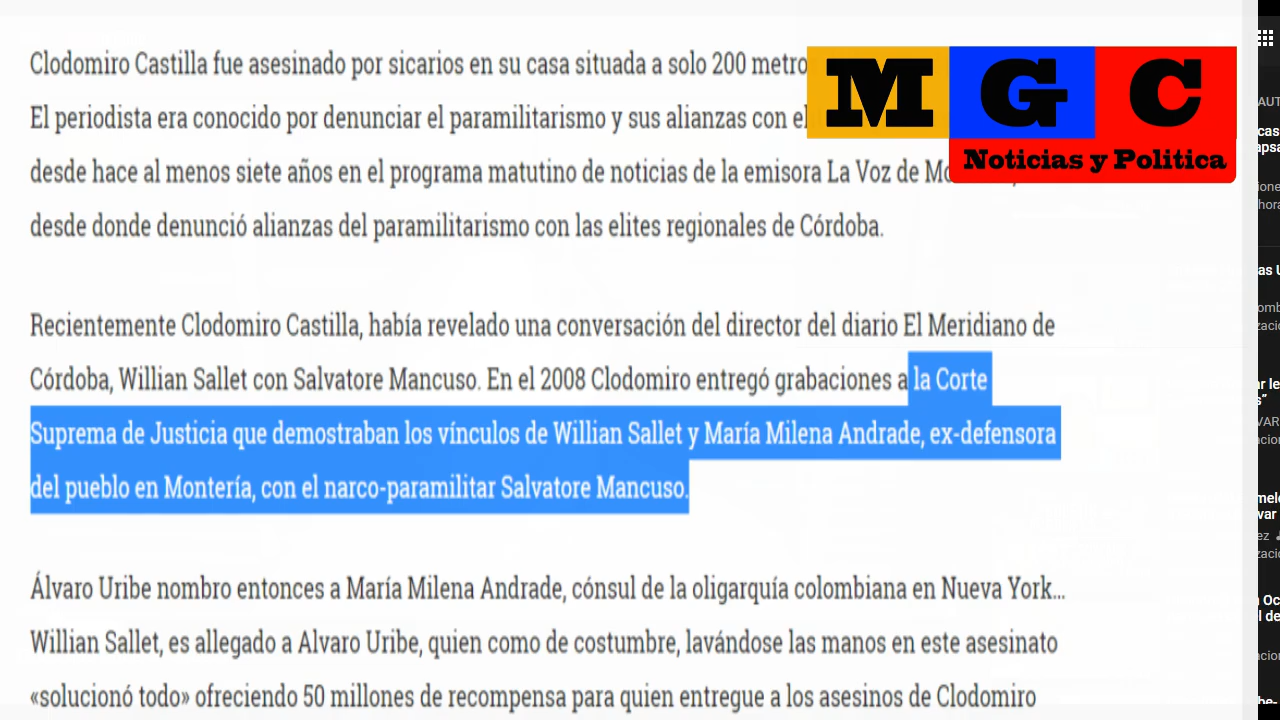 Clodomiro Castilla fue asesinado por sicarios en su casa situada a solo 200 metro
El periodista era conocido por denunciar el paramilitarismo y sus alianzas con el
desde hace al menos siete años en el programa matutino de noticias de la emisora La Voz de
desde donde denunció alianzas del paramilitarismo con las elites regionales de Córdoba.
M G C
Noticias y Politica
Recientemente Clodomiro Castilla, había revelado una conversación del director del diario El Meridiano de
Córdoba, Willian Sallet con Salvatore Mancuso. En el 2008 Clodomiro entregó grabaciones a la Corte
Suprema de Justicia que demostraban los vínculos de Willian Sallet y María Milena Andrade, ex-defensora
del pueblo en Montería, con el narco-paramilitar Salvatore Mancuso.
Álvaro Uribe nombro entonces a María Milena Andrade, cónsul de la oligarquía colombiana en Nueva York...
Willian Sallet, es allegado a Alvaro Uribe, quien como de costumbre, lavándose las manos en este asesinato
«solucionó todo» ofreciendo 50 millones de recompensa para quien entregue a los asesinos de Clodomiro